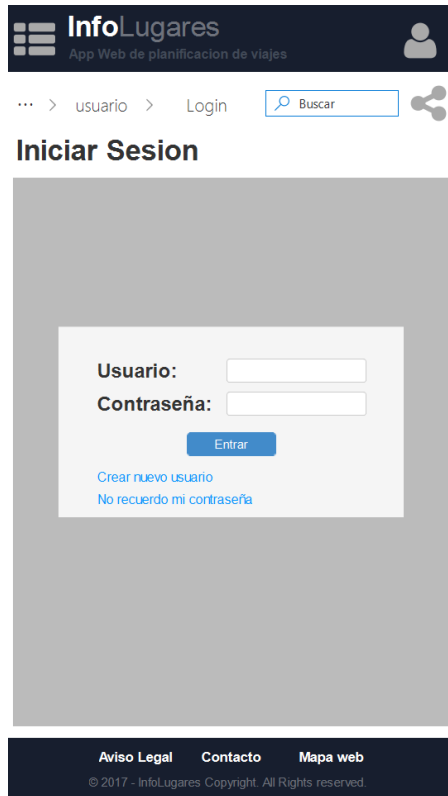 InfoLugares
App Web de planificacion de viajes
... > usuario > Login Buscar
Iniciar Sesion
Usuario:
Contraseña:
Entrar
Crear nuevo usuario
No recuerdo mi contraseña
Aviso Legal Contacto Mapa web
© 2017 - InfoLugares Copyright. All Rights reserved.